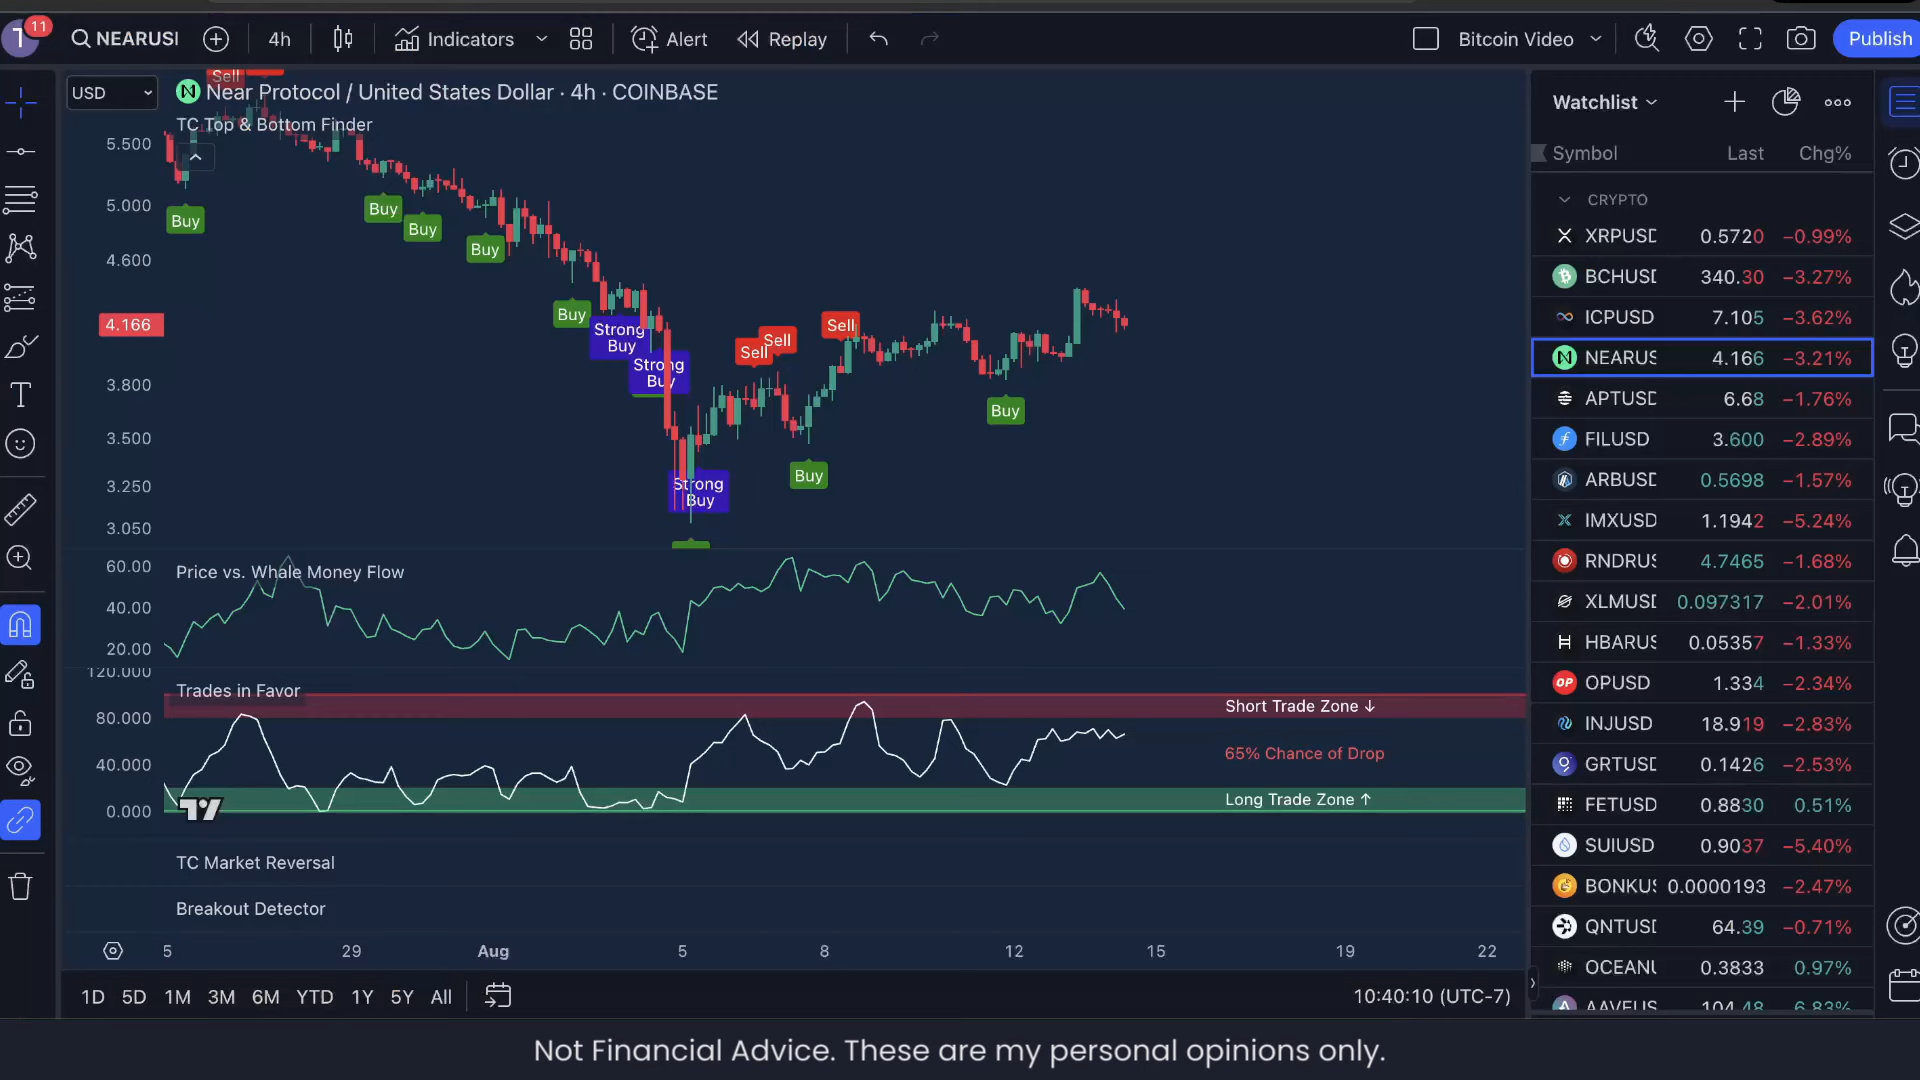 T 11 NEARUSI 4h Indicators Alert Replay Bitcoin Video Publish
USD
Near Protocol / United States Dollar · 4h · COINBASE
TC Top & Bottom Finder
Sell
Buy
Buy
Buy
Buy
Buy
Strong
Buy
Strong
Buy
Strong
Buy
Sell
Sell
Sell
Buy
Buy
5.500
5.000
4.600
4.166
3.800
3.500
3.250
3.050
Price vs. Whale Money Flow
60.00
40.00
20.00
Trades in Favor
120.000
80.000
40.000
0.000
Short Trade Zone ↓
65% Chance of Drop
Long Trade Zone ↑
TC Market Reversal
Breakout Detector
5 29 Aug 5 8 12 15 19 22
1D 5D 1M 3M 6M YTD 1Y 5Y All
10:40:10 (UTC-7)
Watchlist
Symbol Last Chg%
CRYPTO
XRPUSD 0.5720 −0.99%
BCHUSD 340.30 −3.27%
ICPUSD 7.105 −3.62%
NEARUS 4.166 −3.21%
APTUSD 6.68 −1.76%
FILUSD 3.600 −2.89%
ARBUSD 0.5698 −1.57%
IMXUSD 1.1942 −5.24%
RNDRUS 4.7465 −1.68%
XLMUSD 0.097317 −2.01%
HBARUS 0.05357 −1.33%
OP OPUSD 1.334 −2.34%
INJUSD 18.919 −2.83%
GRTUSD 0.1426 −2.53%
FETUSD 0.8830 0.51%
SUIUSD 0.9037 −5.40%
BONKUS 0.0000193 −2.47%
QNTUSD 64.39 −0.71%
OCEANU 0.3833 0.97%
AAVEUS 104.48 6.83%
Not Financial Advice. These are my personal opinions only.